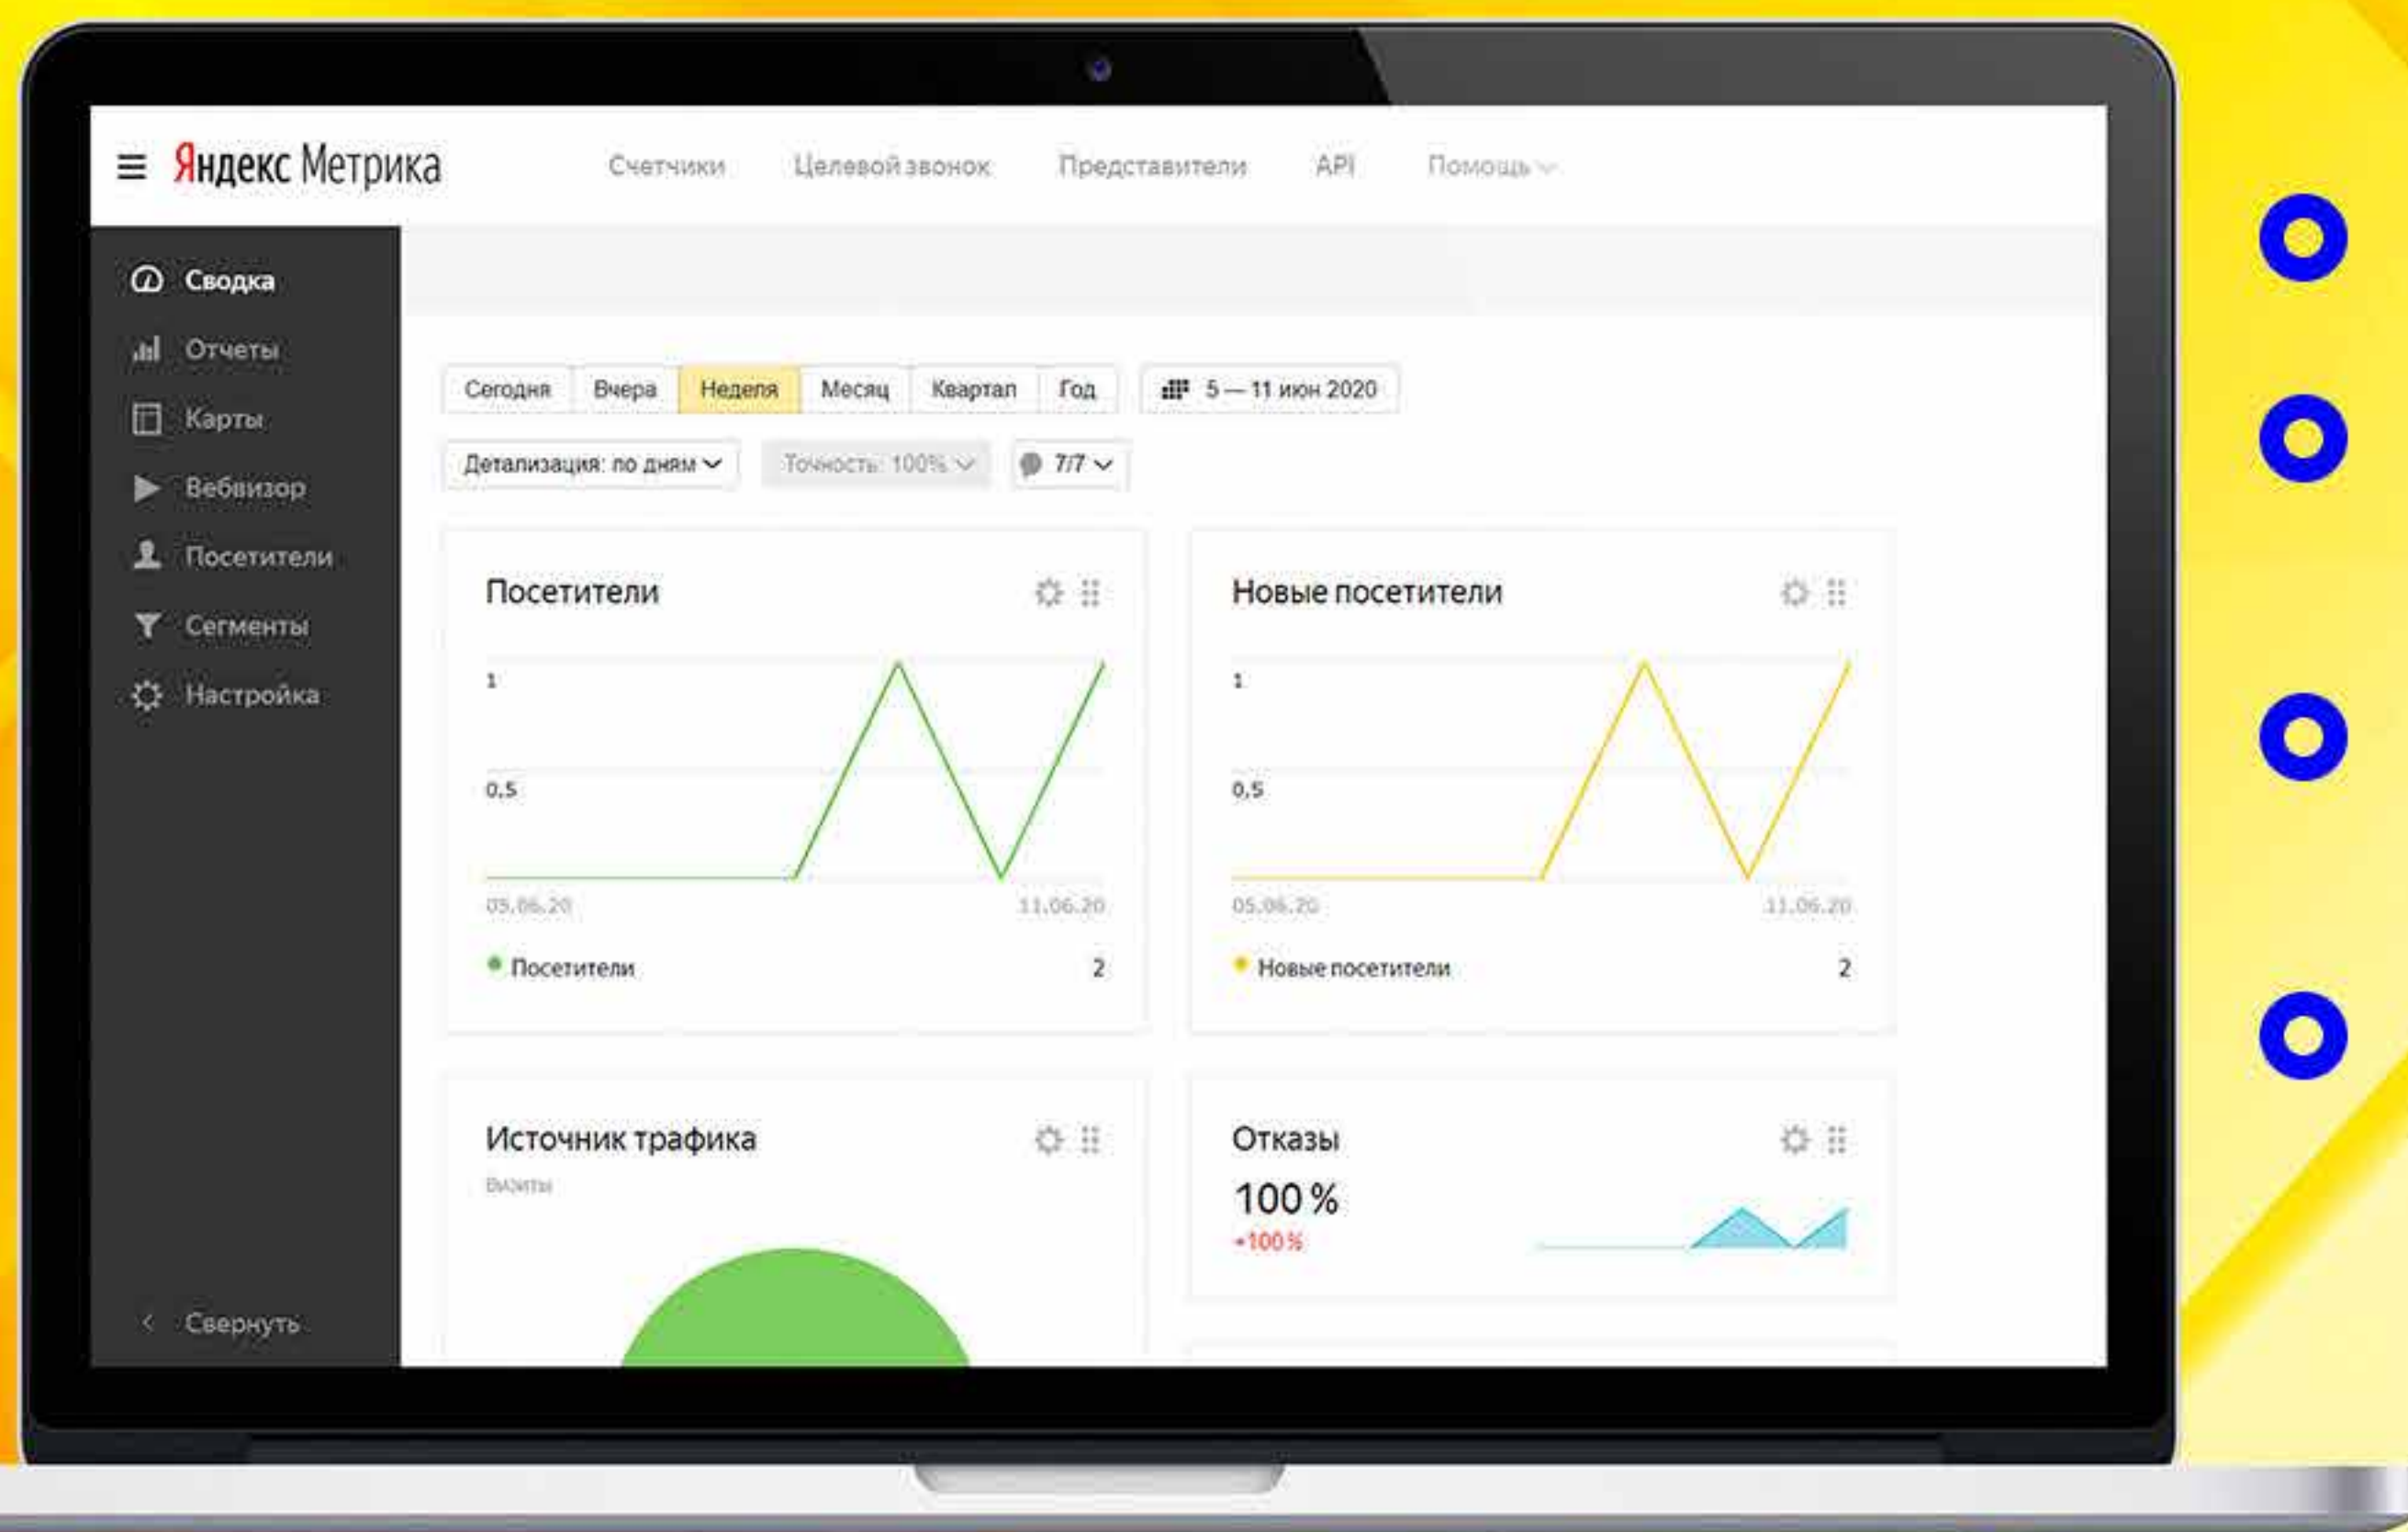 Яндекс Метрика Счетчики Целевой звонок Представители API Помощь
Сводка
Отчеты
Карты
Вебвизор
Посетители
Сегменты
Настройка
Свернуть
Сегодня Вчера Неделя Месяц Квартал Год 5 — 11 июн 2020
Детализация: по дням Точность: 100% 7/7
Посетители
1
0,5
05.06.20 11.06.20
Посетители 2
Новые посетители
1
0,5
05.06.20 11.06.20
Новые посетители 2
Источник трафика
Визиты
Отказы
100 %
+100 %